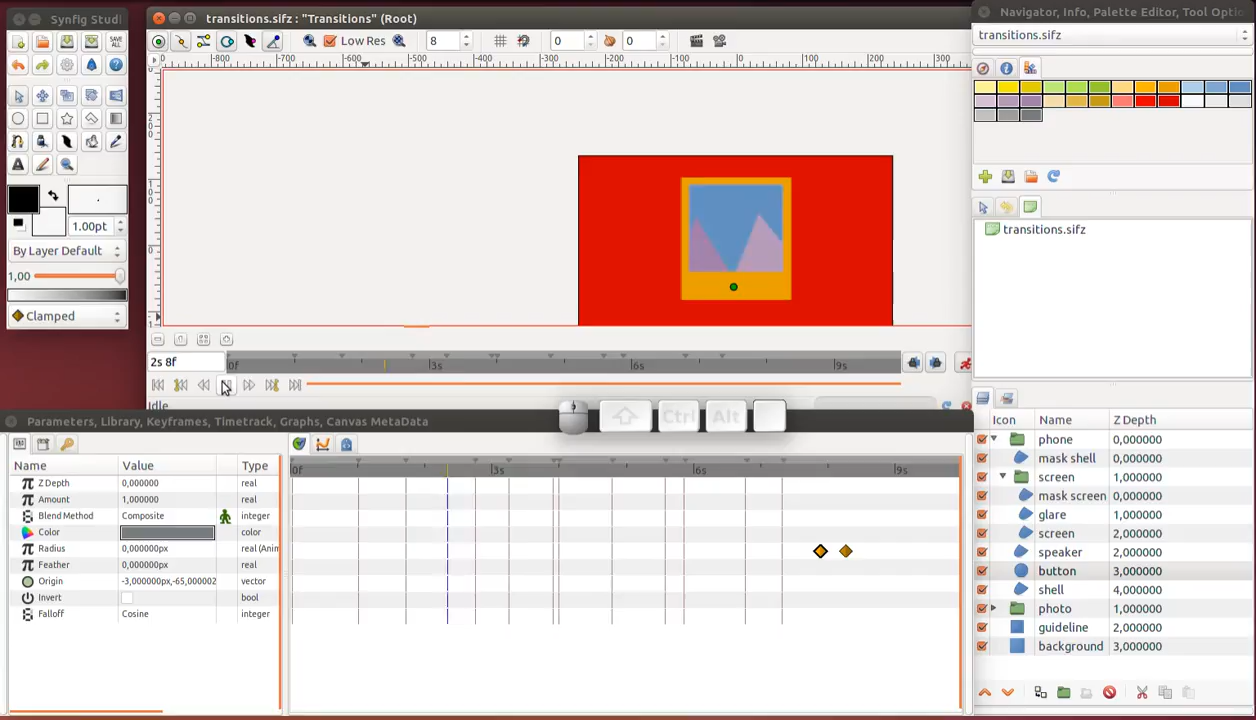 Synfig Studi
transitions.sifz : "Transitions" (Root)
Navigator, Info, Palette Editor, Tool Optio
transitions.sifz
SAVE
ALL
Low Res
8
0
0
-800
-700
-600
-500
-400
-300
-200
-100
0
100
200
300
1.00pt
By Layer Default
1,00
Clamped
transitions.sifz
2s 8f
0f
3s
6s
9s
Idle
Ctrl
Alt
Parameters, Library, Keyframes, Timetrack, Graphs, Canvas MetaData
Icon
Name
Z Depth
phone
0,000000
mask shell
0,000000
screen
1,000000
mask screen
0,000000
glare
1,000000
screen
2,000000
speaker
2,000000
button
3,000000
shell
4,000000
photo
1,000000
guideline
2,000000
background
3,000000
Name
Value
Type
0f
3s
6s
9s
Z Depth
0,000000
real
Amount
1,000000
real
Blend Method
Composite
integer
Color
color
Radius
0,000000px
real (Anim
Feather
0,000000px
real
Origin
-3,000000px,-65,000002
vector
Invert
bool
Falloff
Cosine
integer